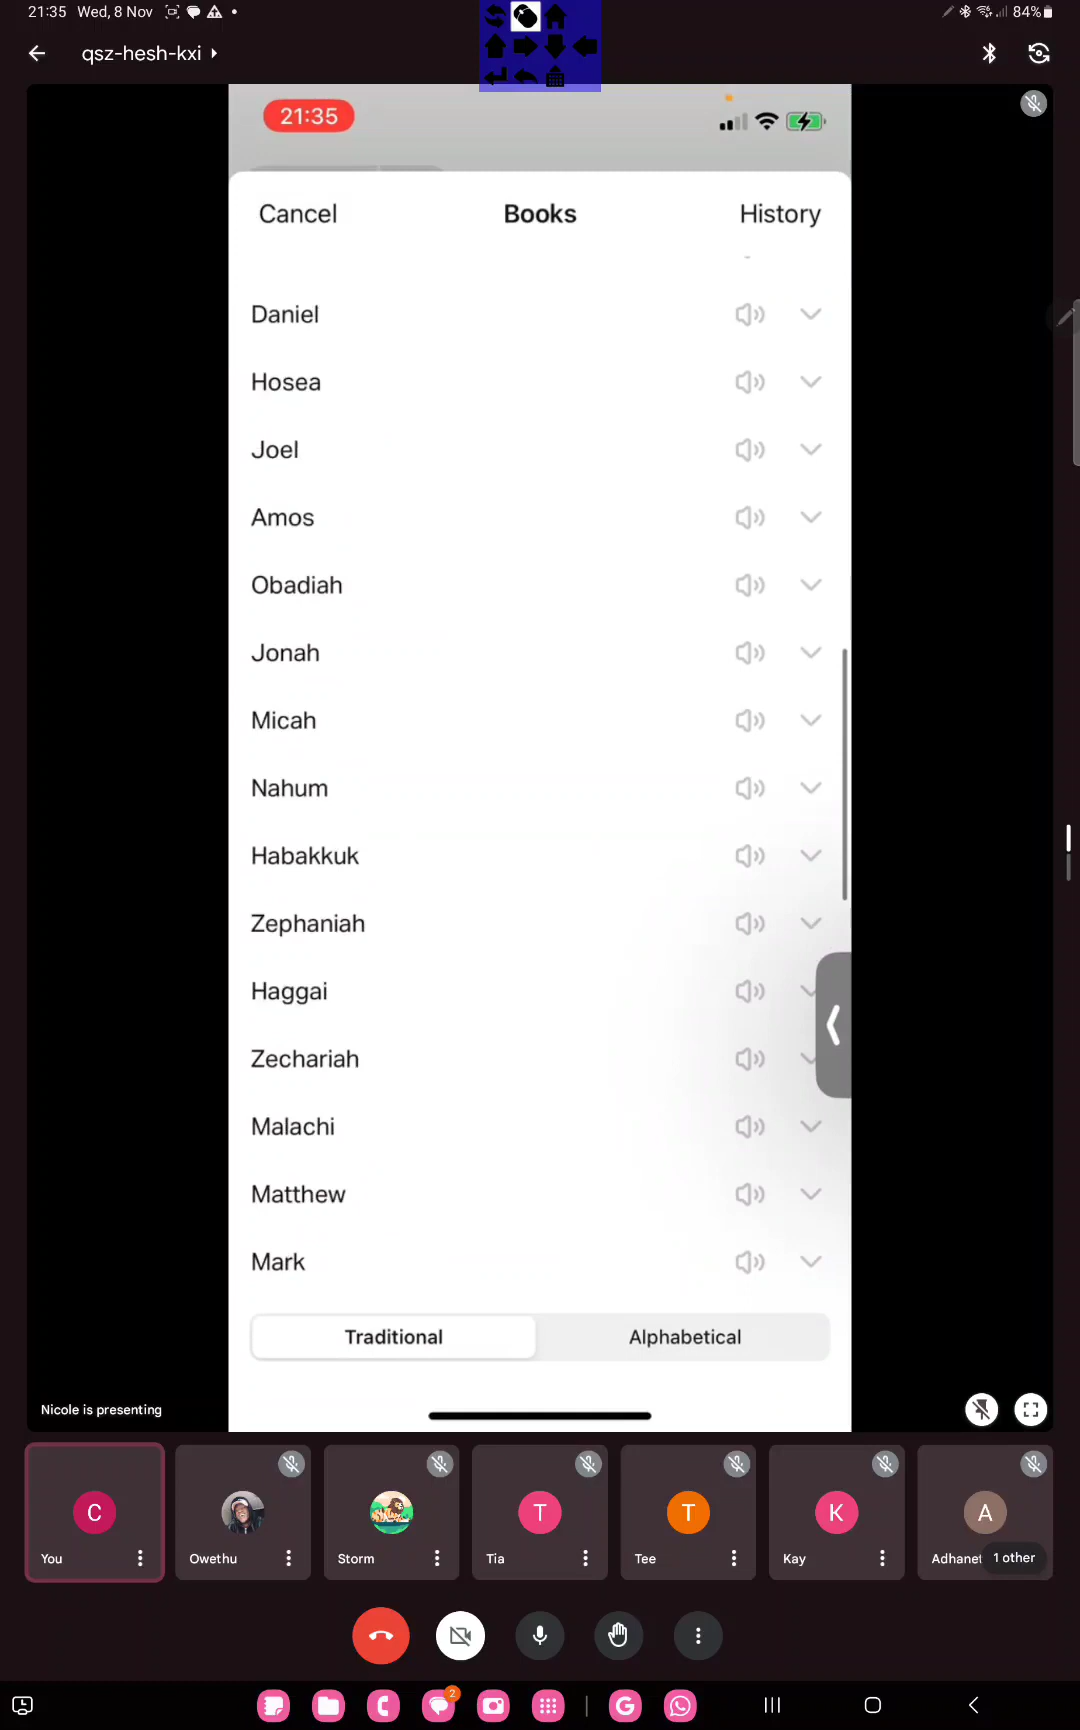 21:35 Wed, 8 Nov
84%
qsz-hesh-kxi
21:35
Cancel Books History
Daniel
Hosea
Joel
Amos
Obadiah
Jonah
Micah
Nahum
Habakkuk
Zephaniah
Haggai
Zechariah
Malachi
Matthew
Mark
Traditional Alphabetical
Nicole is presenting
C T T K A
You Owethu Storm Tia Tee Kay Adhanet 1 other
2
G